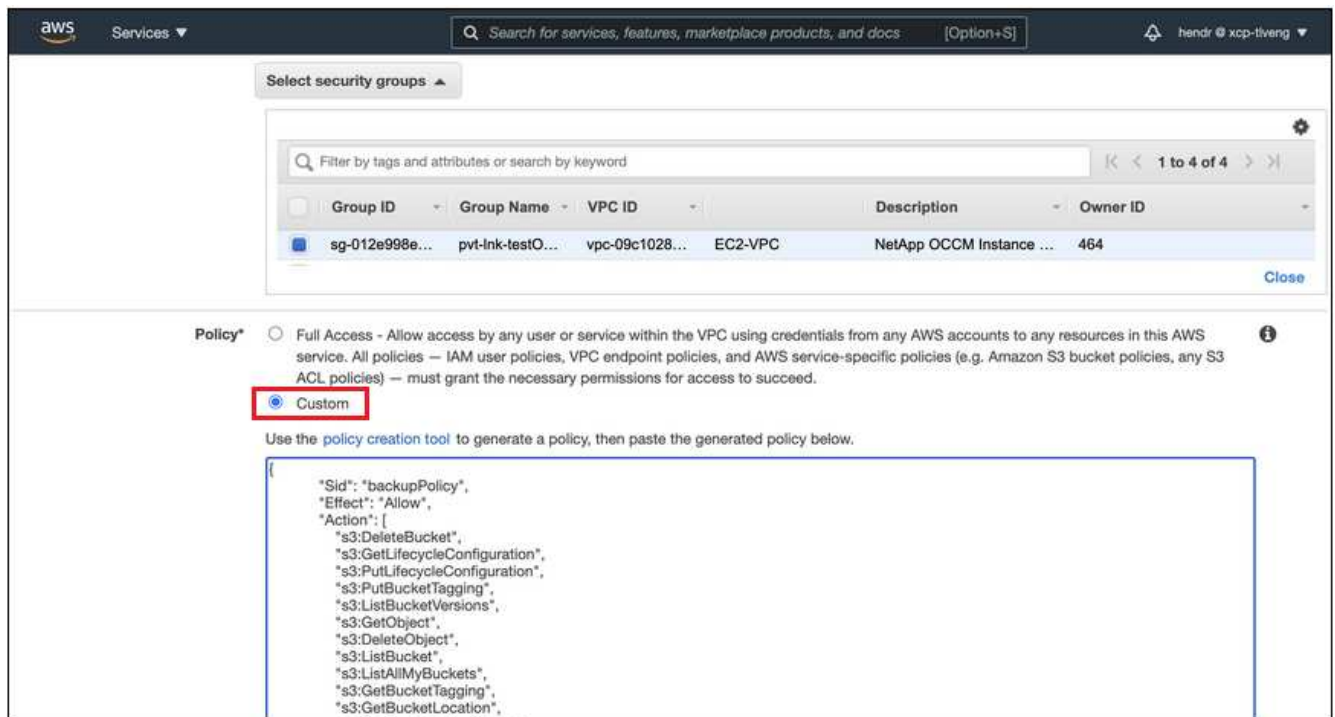 aws Services ▼ Search for services, features, marketplace products, and docs [Option+S] hendr @ xcp-tlveng ▼
Select security groups ▲
Filter by tags and attributes or search by keyword 1 to 4 of 4
Group ID Group Name VPC ID Description Owner ID
sg-012e998e... pvt-lnk-testO... vpc-09c1028... EC2-VPC NetApp OCCM Instance ... 464
Close
Policy* Full Access - Allow access by any user or service within the VPC using credentials from any AWS accounts to any resources in this AWS
service. All policies — IAM user policies, VPC endpoint policies, and AWS service-specific policies (e.g. Amazon S3 bucket policies, any S3
ACL policies) — must grant the necessary permissions for access to succeed.
Custom
Use the policy creation tool to generate a policy, then paste the generated policy below.
{
"Sid": "backupPolicy",
"Effect": "Allow",
"Action": [
"s3:DeleteBucket",
"s3:GetLifecycleConfiguration",
"s3:PutLifecycleConfiguration",
"s3:PutBucketTagging",
"s3:ListBucketVersions",
"s3:GetObject",
"s3:DeleteObject",
"s3:ListBucket",
"s3:ListAllMyBuckets",
"s3:GetBucketTagging",
"s3:GetBucketLocation",